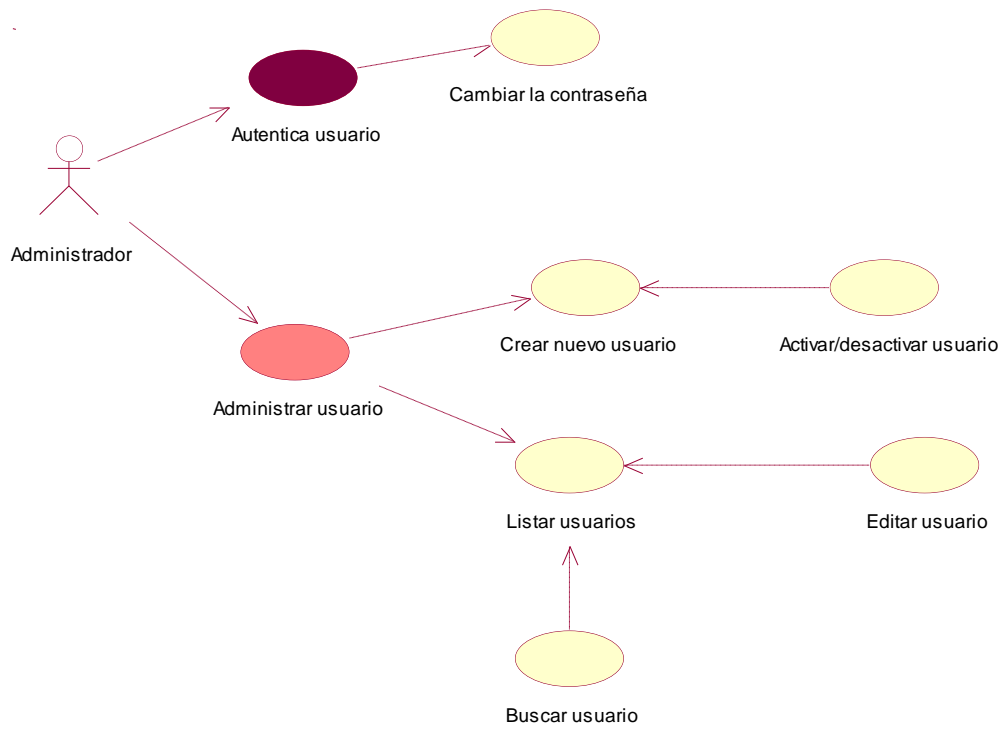 Cambiar la contraseña
Autentica usuario
Administrador
Crear nuevo usuario
Activar/desactivar usuario
Administrar usuario
Listar usuarios
Editar usuario
Buscar usuario